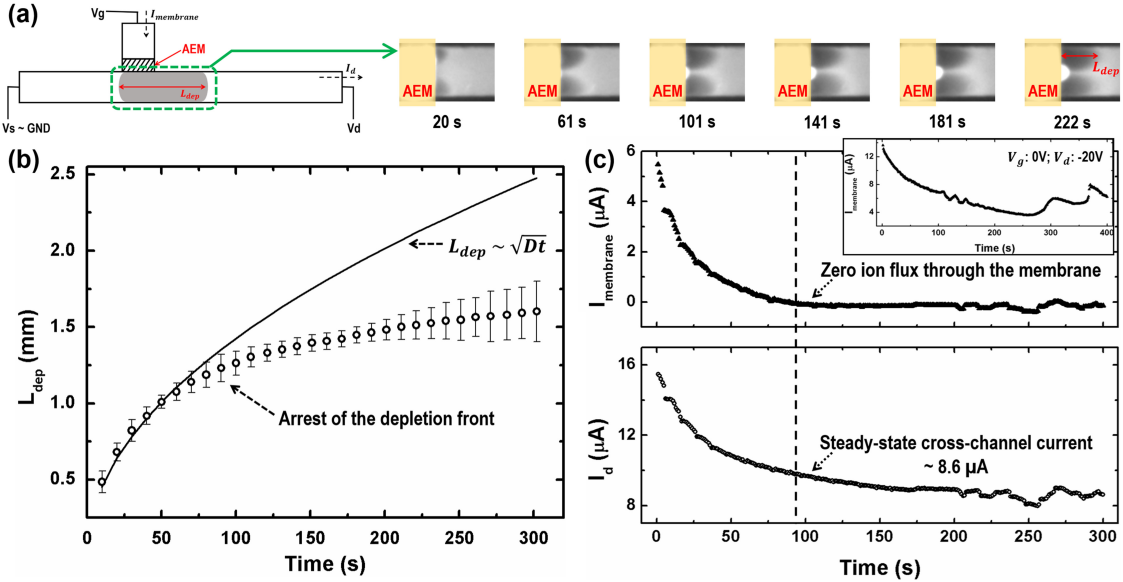 (a)
Vg
I_membrane
AEM
I_d
L_dep
Vs ~ GND
Vd
AEM AEM AEM AEM AEM AEM
L_dep
20 s 61 s 101 s 141 s 181 s 222 s
(b)
2.5
2.0
1.5
1.0
0.5
L_dep (mm)
L_dep ~ √Dt
Arrest of the depletion front
0 50 100 150 200 250 300
Time (s)
(c)
6
4
2
0
I_membrane (μA)
12
8
4
I_membrane (μA)
V_g: 0V; V_d: -20V
0 100 200 300 400
Time (s)
Zero ion flux through the membrane
16
12
8
I_d (μA)
Steady-state cross-channel current
~ 8.6 μA
0 50 100 150 200 250 300
Time (s)